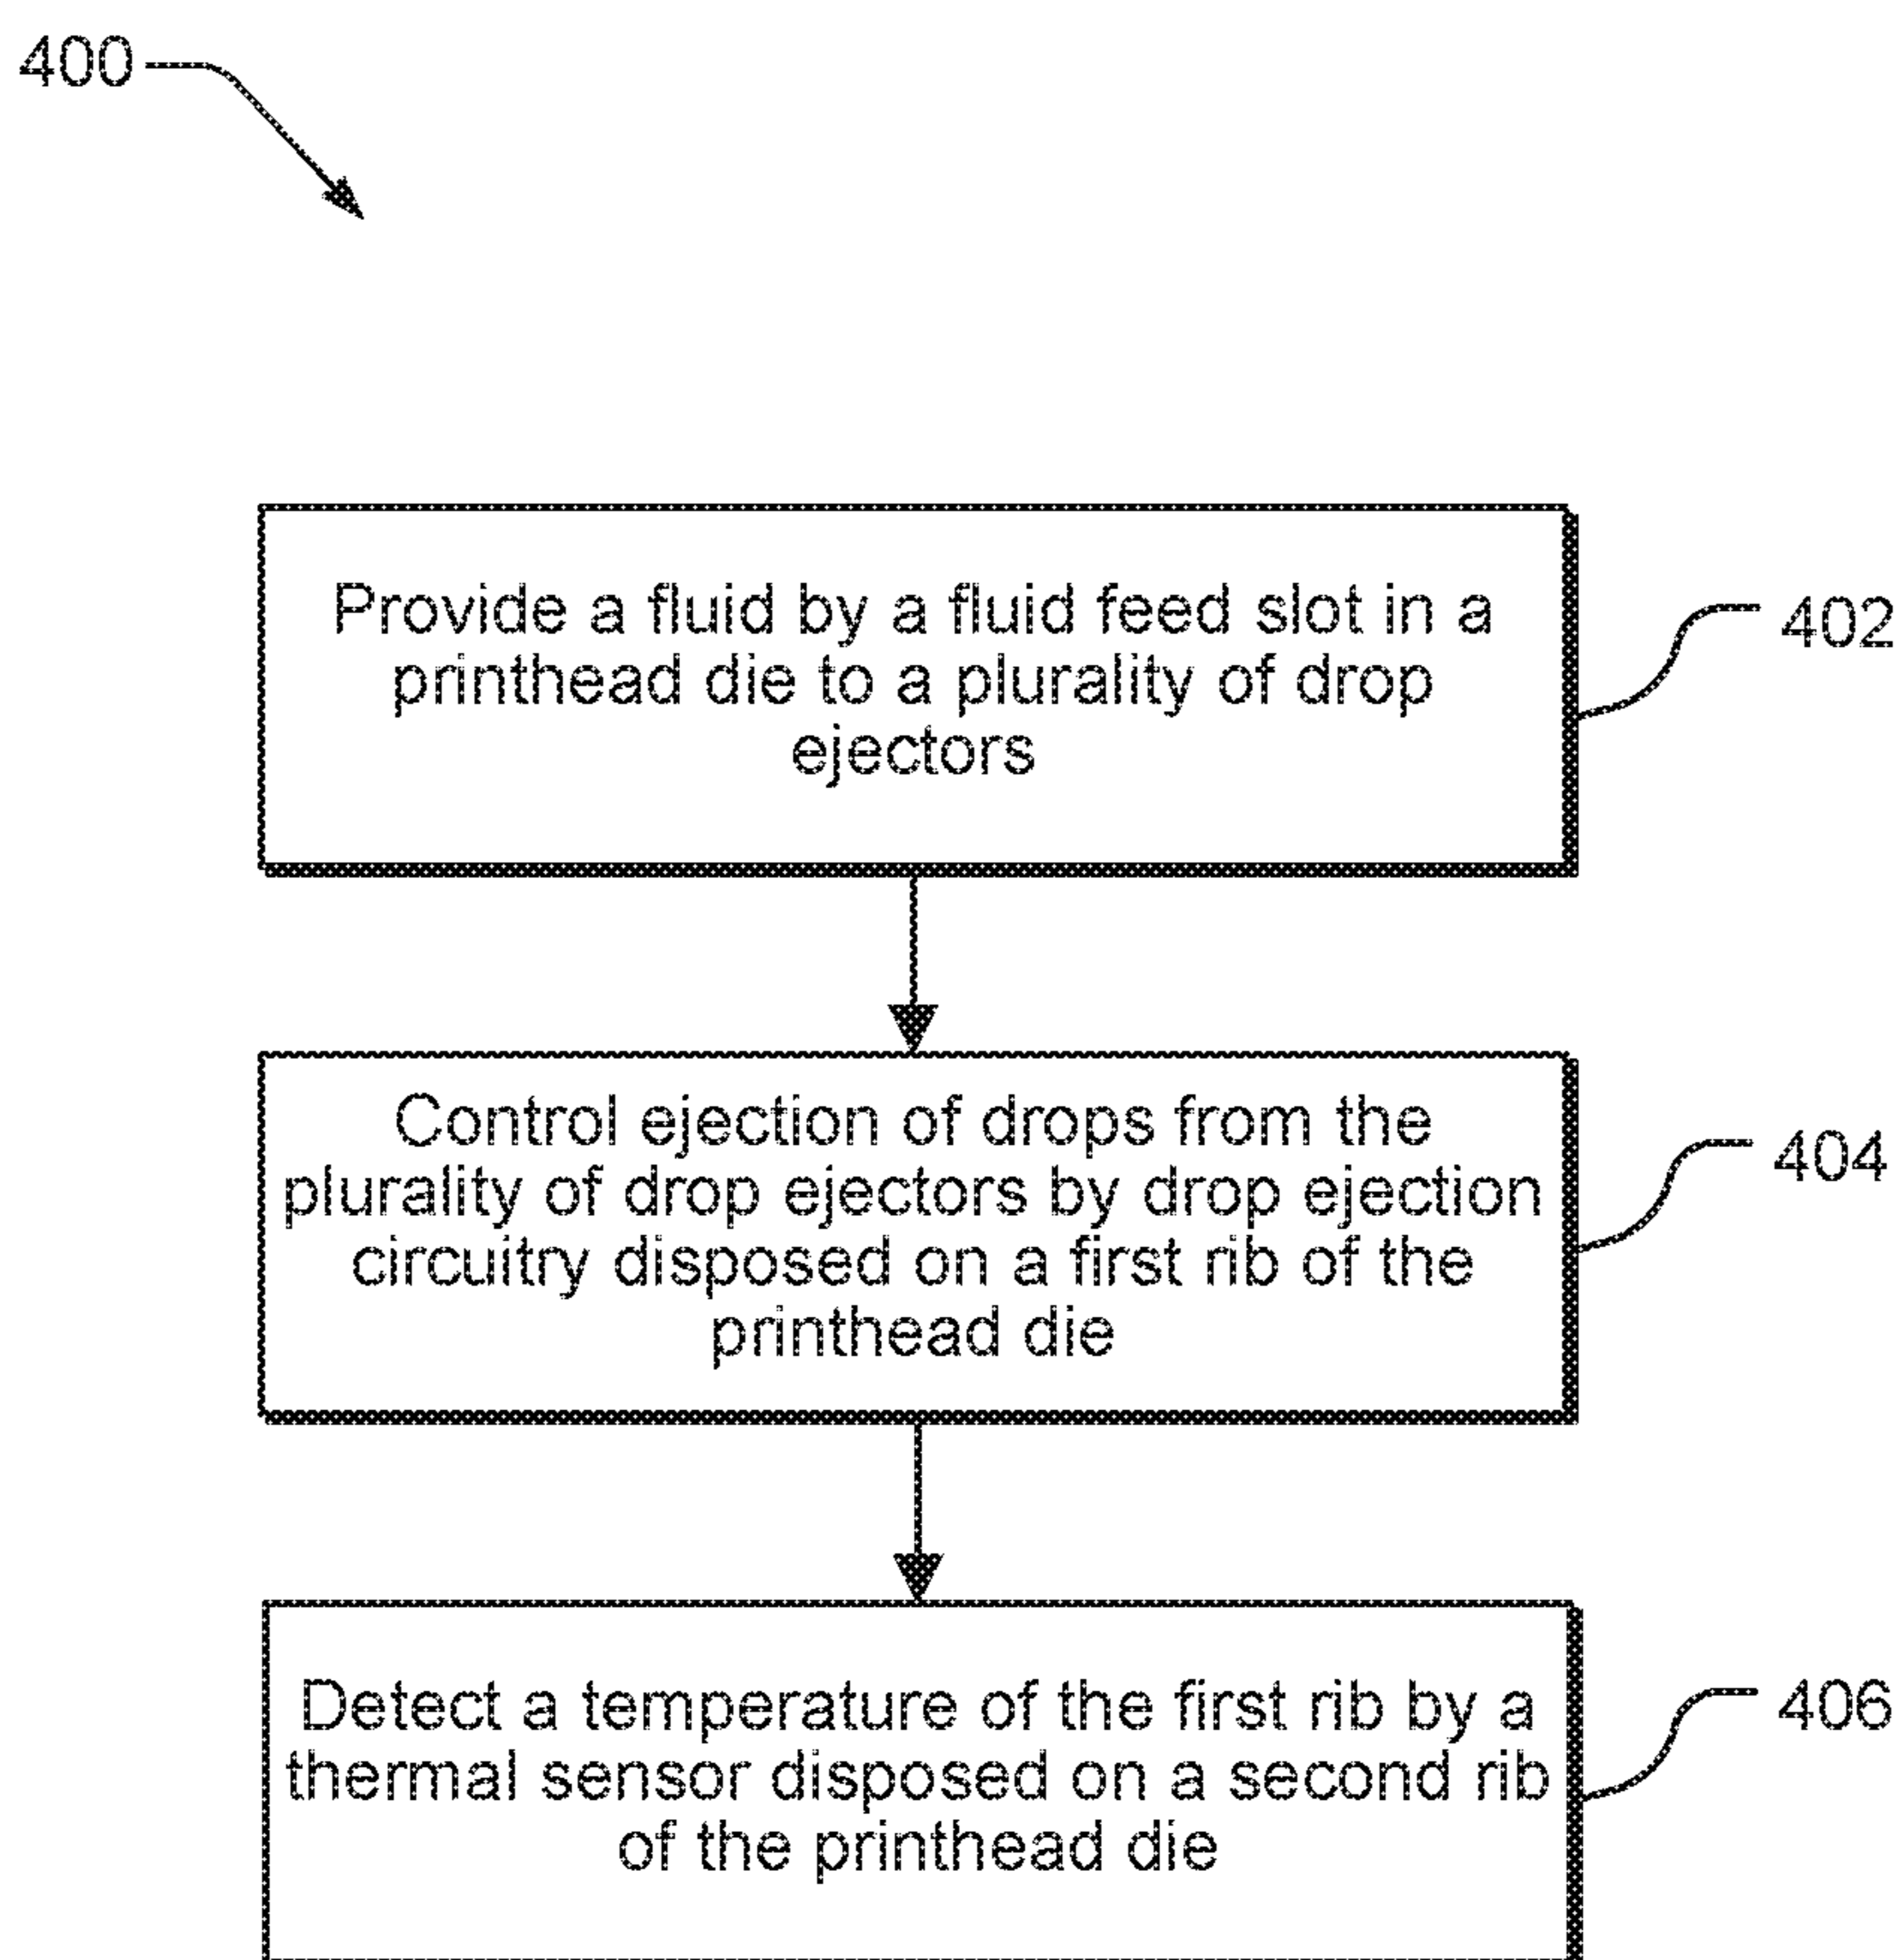 400
Provide a fluid by a fluid feed slot in a
printhead die to a plurality of drop
ejectors
402
Control ejection of drops from the
plurality of drop ejectors by drop ejection
circuitry disposed on a first rib of the
printhead die
404
Detect a temperature of the first rib by a
thermal sensor disposed on a second rib
of the printhead die
406